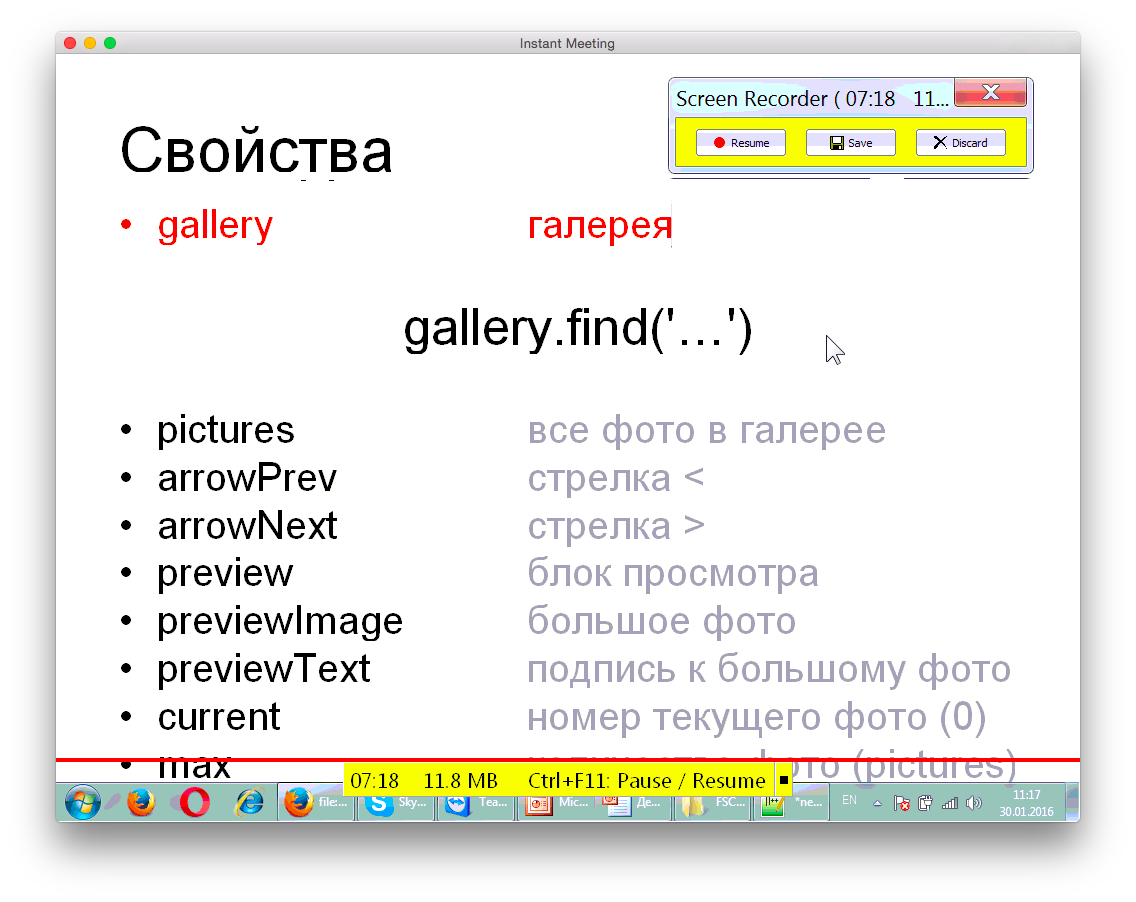 Instant Meeting
Screen Recorder ( 07:18 11...
Resume Save Discard
Свойства
• gallery галерея
gallery.find('...')
• pictures все фото в галерее
• arrowPrev стрелка <
• arrowNext стрелка >
• preview блок просмотра
• previewImage большое фото
• previewText подпись к большому фото
• current номер текущего фото (0)
• max количество фото (pictures)
07:18 11.8 MB Ctrl+F11: Pause / Resume
file:... Sky... Tea... Mic... Де... FSC... *ne... EN 11:17
30.01.2016